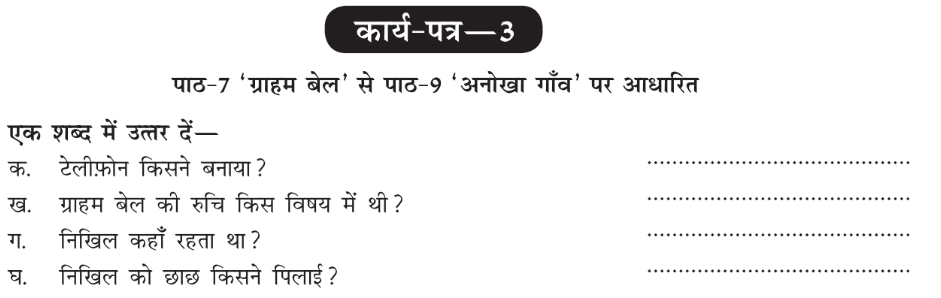 कार्य-पत्र—3
पाठ-7 ‘ग्राहम बेल’ से पाठ-9 ‘अनोखा गाँव’ पर आधारित
एक शब्द में उत्तर दें—
क. टेलीफ़ोन किसने बनाया? ........................................
ख. ग्राहम बेल की रुचि किस विषय में थी? ........................................
ग. निखिल कहाँ रहता था? ........................................
घ. निखिल को छाछ किसने पिलाई? ........................................